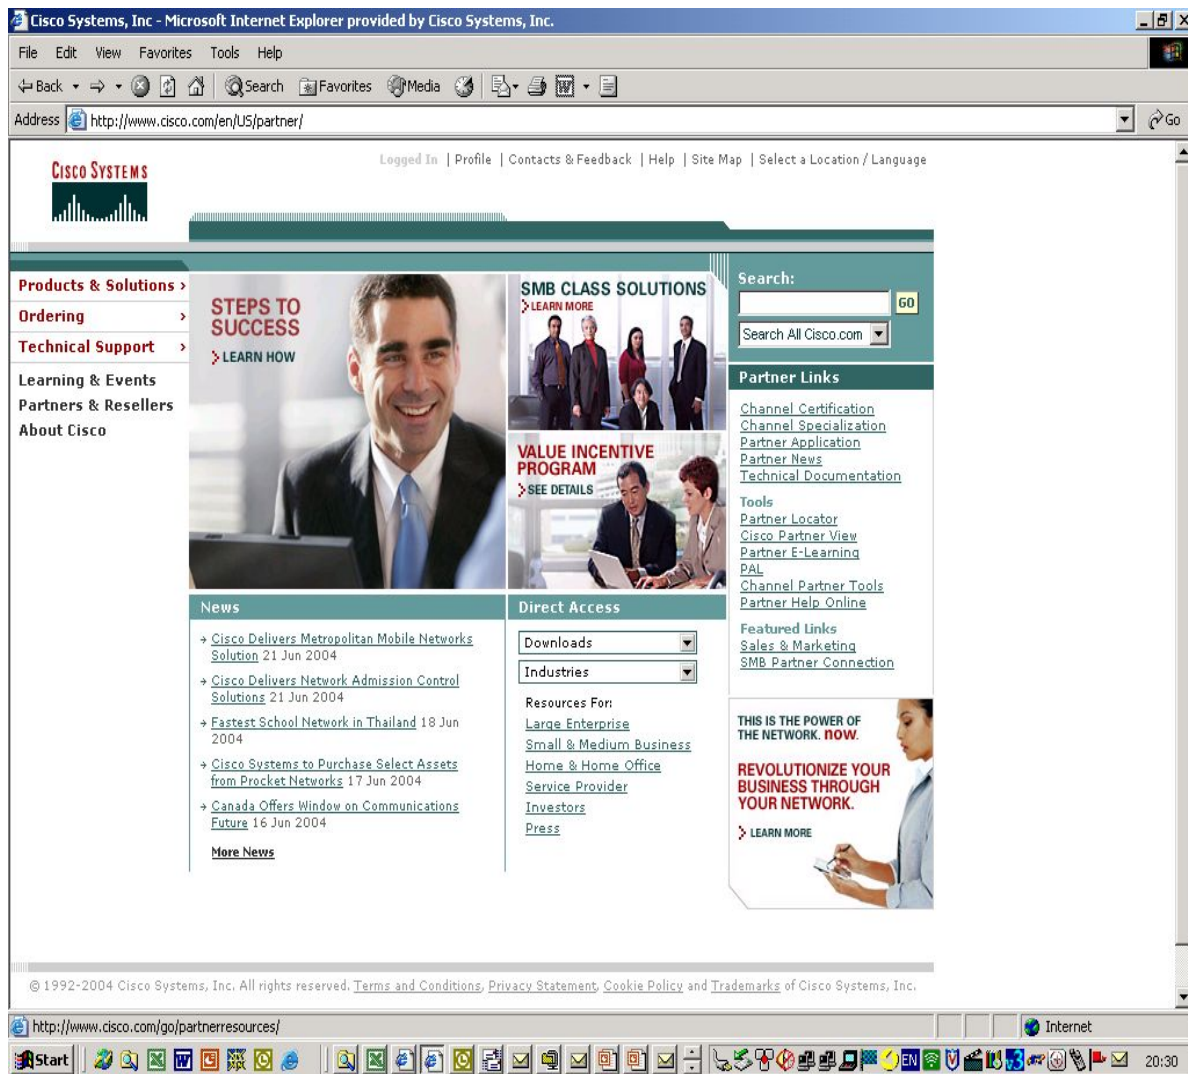 Cisco Systems, Inc - Microsoft Internet Explorer provided by Cisco Systems, Inc.
File Edit View Favorites Tools Help
Back Search Favorites Media
Address http://www.cisco.com/en/US/partner/ Go
Logged In | Profile | Contacts & Feedback | Help | Site Map | Select a Location / Language
CISCO SYSTEMS
Products & Solutions ›
Ordering ›
Technical Support ›
Learning & Events
Partners & Resellers
About Cisco
STEPS TO
SUCCESS
LEARN HOW
SMB CLASS SOLUTIONS
LEARN MORE
VALUE INCENTIVE
PROGRAM
SEE DETAILS
Search:
GO
Search All Cisco.com
Partner Links
Channel Certification
Channel Specialization
Partner Application
Partner News
Technical Documentation
Tools
Partner Locator
Cisco Partner View
Partner E-Learning
PAL
Channel Partner Tools
Partner Help Online
Featured Links
Sales & Marketing
SMB Partner Connection
News
Cisco Delivers Metropolitan Mobile Networks
Solution 21 Jun 2004
Cisco Delivers Network Admission Control
Solutions 21 Jun 2004
Fastest School Network in Thailand 18 Jun
2004
Cisco Systems to Purchase Select Assets
from Procket Networks 17 Jun 2004
Canada Offers Window on Communications
Future 16 Jun 2004
More News
Direct Access
Downloads
Industries
Resources For:
Large Enterprise
Small & Medium Business
Home & Home Office
Service Provider
Investors
Press
THIS IS THE POWER OF
THE NETWORK. now.
REVOLUTIONIZE YOUR
BUSINESS THROUGH
YOUR NETWORK.
LEARN MORE
© 1992-2004 Cisco Systems, Inc. All rights reserved. Terms and Conditions, Privacy Statement, Cookie Policy and Trademarks of Cisco Systems, Inc.
http://www.cisco.com/go/partnerresources/ Internet
Start EN 20:30